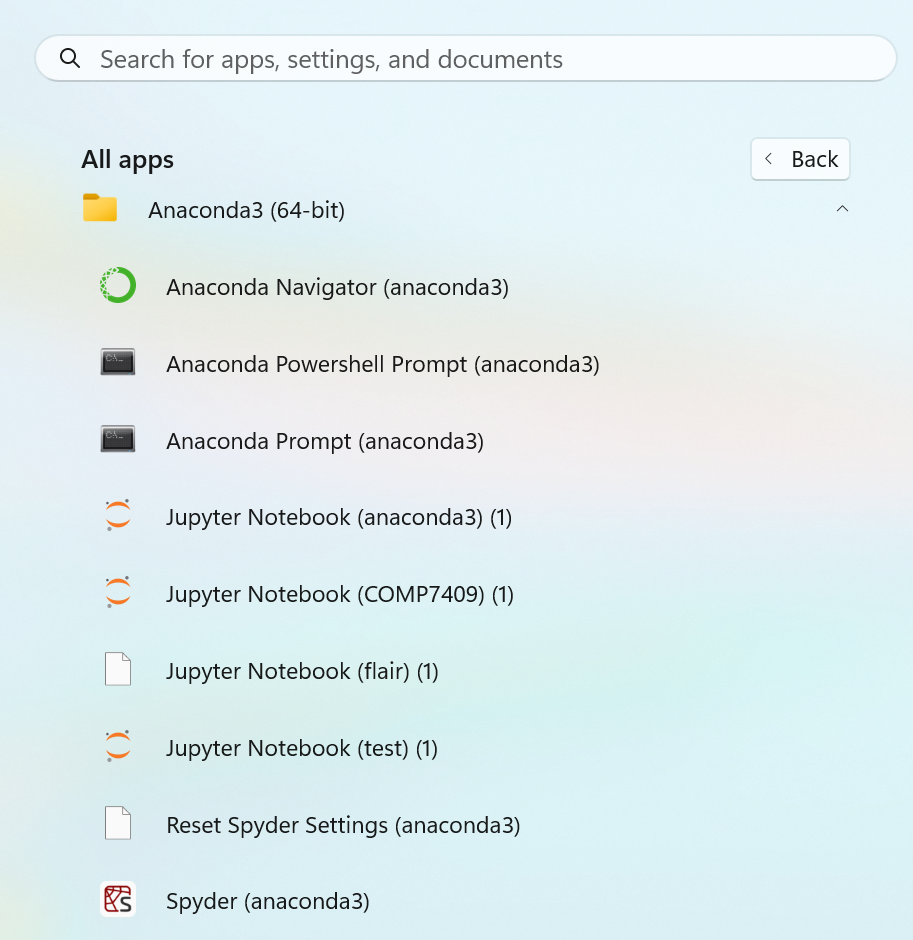 Search for apps, settings, and documents
All apps
Back
Anaconda3 (64-bit)
Anaconda Navigator (anaconda3)
Anaconda Powershell Prompt (anaconda3)
Anaconda Prompt (anaconda3)
Jupyter Notebook (anaconda3) (1)
Jupyter Notebook (COMP7409) (1)
Jupyter Notebook (flair) (1)
Jupyter Notebook (test) (1)
Reset Spyder Settings (anaconda3)
Spyder (anaconda3)